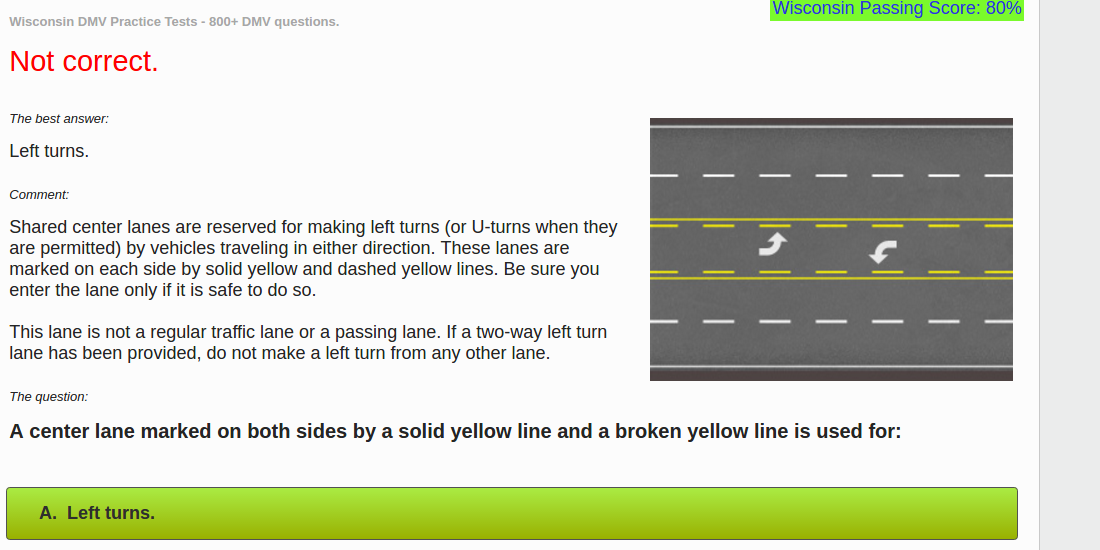 Wisconsin Passing Score: 80%
Wisconsin DMV Practice Tests - 800+ DMV questions.
Not correct.
The best answer:
Left turns.
Comment:
Shared center lanes are reserved for making left turns (or U-turns when they
are permitted) by vehicles traveling in either direction. These lanes are
marked on each side by solid yellow and dashed yellow lines. Be sure you
enter the lane only if it is safe to do so.
This lane is not a regular traffic lane or a passing lane. If a two-way left turn
lane has been provided, do not make a left turn from any other lane.
The question:
A center lane marked on both sides by a solid yellow line and a broken yellow line is used for:
A. Left turns.